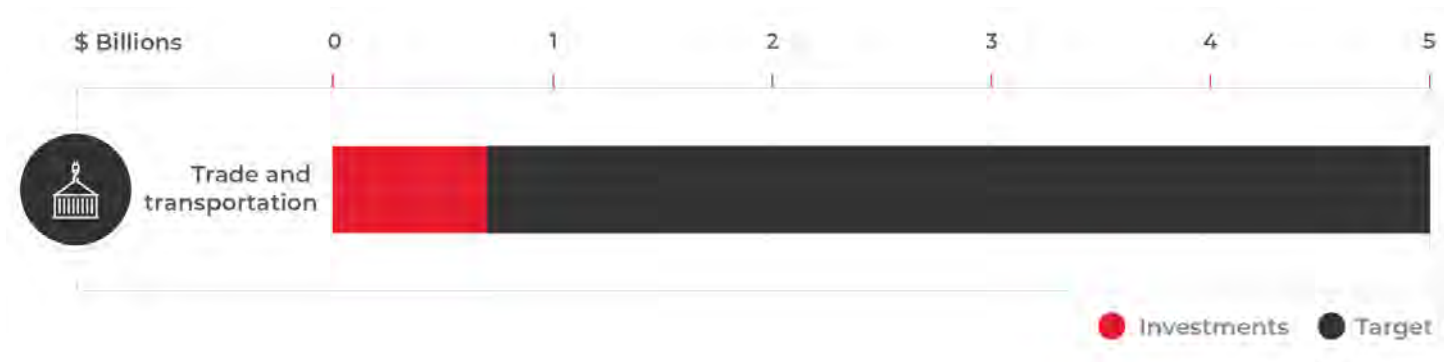 $ Billions 0 1 2 3 4 5
Trade and
transportation
Investments Target